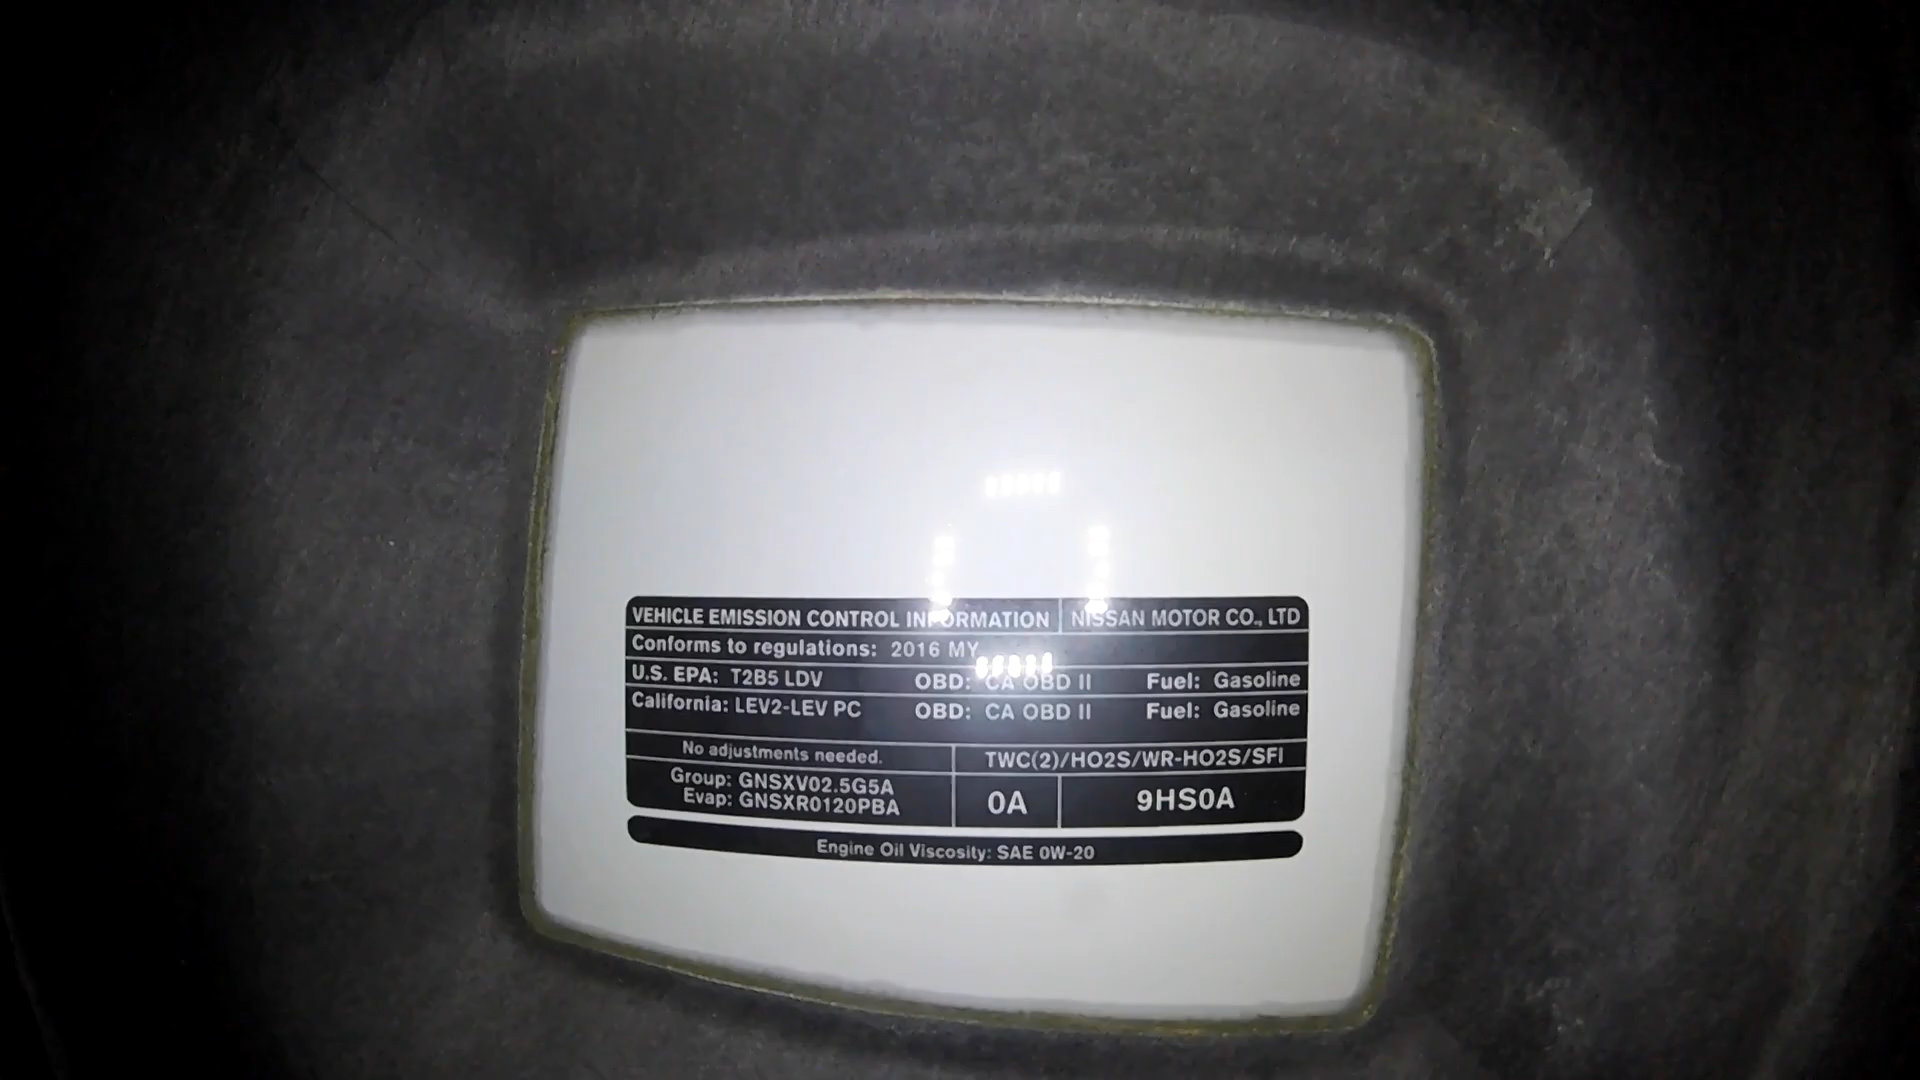 VEHICLE EMISSION CONTROL INFORMATION NISSAN MOTOR CO., LTD
Conforms to regulations: 2016 MY
U.S. EPA: T2B5 LDV OBD: CA OBD II Fuel: Gasoline
California: LEV2-LEV PC OBD: CA OBD II Fuel: Gasoline
No adjustments needed. TWC(2)/HO2S/WR-HO2S/SFI
Group: GNSXV02.5G5A
Evap: GNSXR0120PBA
0A 9HS0A
Engine Oil Viscosity: SAE 0W-20